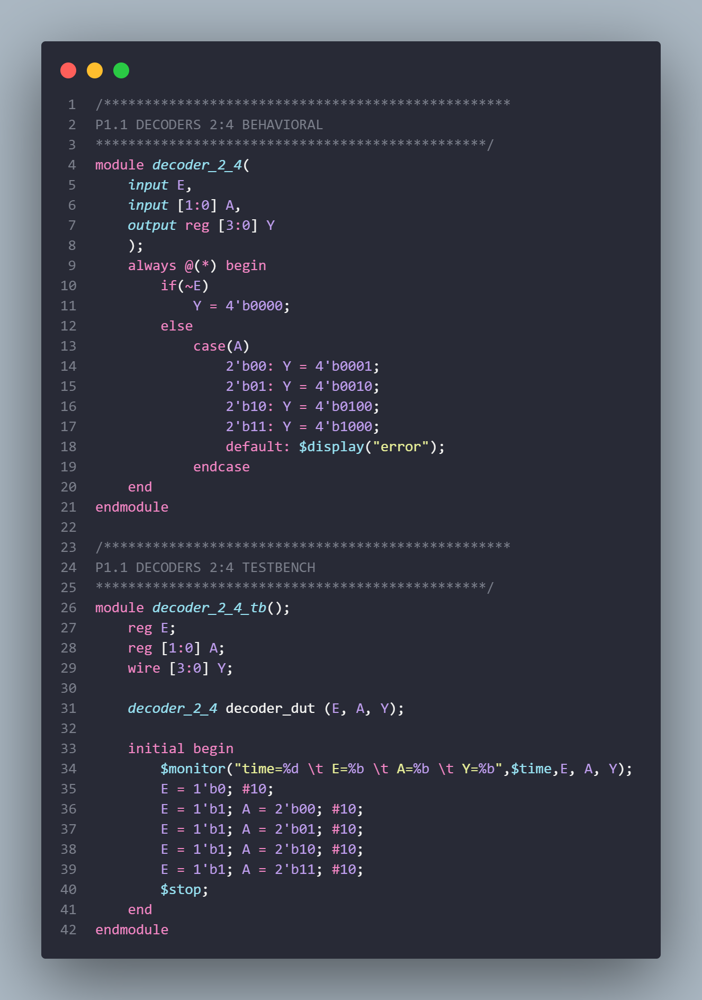 1 /**************************************************
2 P1.1 DECODERS 2:4 BEHAVIORAL
3 ************************************************/
4 module decoder_2_4(
5     input E,
6     input [1:0] A,
7     output reg [3:0] Y
8     );
9     always @(*) begin
10         if(~E)
11             Y = 4'b0000;
12         else
13             case(A)
14                 2'b00: Y = 4'b0001;
15                 2'b01: Y = 4'b0010;
16                 2'b10: Y = 4'b0100;
17                 2'b11: Y = 4'b1000;
18                 default: $display("error");
19             endcase
20     end
21 endmodule
22
23 /**************************************************
24 P1.1 DECODERS 2:4 TESTBENCH
25 ************************************************/
26 module decoder_2_4_tb();
27     reg E;
28     reg [1:0] A;
29     wire [3:0] Y;
30
31     decoder_2_4 decoder_dut (E, A, Y);
32
33     initial begin
34         $monitor("time=%d \t E=%b \t A=%b \t Y=%b",$time,E, A, Y);
35         E = 1'b0; #10;
36         E = 1'b1; A = 2'b00; #10;
37         E = 1'b1; A = 2'b01; #10;
38         E = 1'b1; A = 2'b10; #10;
39         E = 1'b1; A = 2'b11; #10;
40         $stop;
41     end
42 endmodule